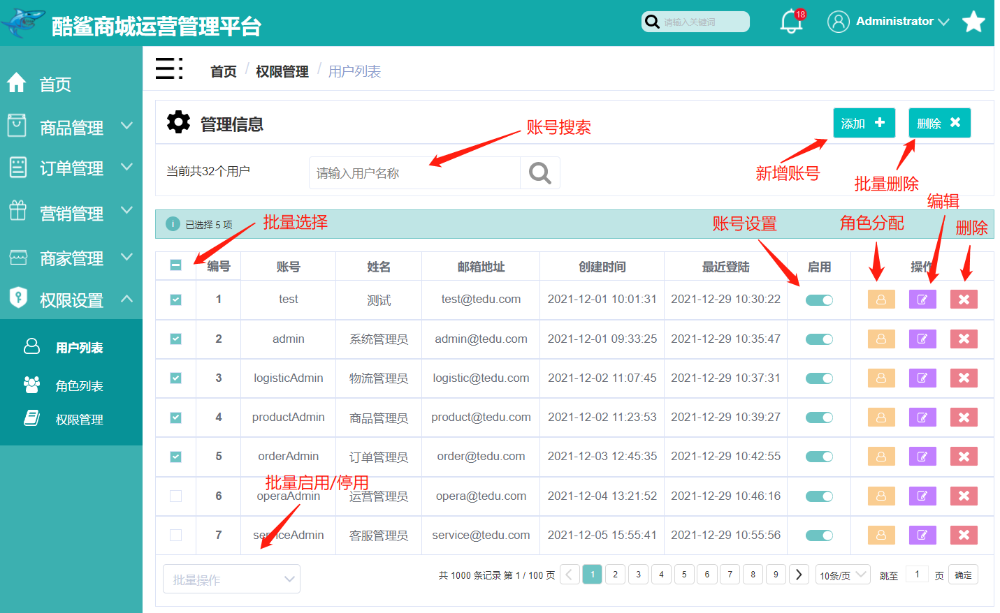 酷鲨商城运营管理平台
请输入关键词
18
Administrator
首页
商品管理
订单管理
营销管理
商家管理
权限设置
用户列表
角色列表
权限管理
首页 / 权限管理 / 用户列表
管理信息
添加
删除
账号搜索
新增账号
批量删除
当前共32个用户
请输入用户名称
编辑
已选择 5 项
批量选择
账号设置
角色分配
删除
编号 账号 姓名 邮箱地址 创建时间 最近登陆 启用 操作
1 test 测试 test@tedu.com 2021-12-01 10:01:31 2021-12-29 10:30:22
2 admin 系统管理员 admin@tedu.com 2021-12-01 09:33:25 2021-12-29 10:35:47
3 logisticAdmin 物流管理员 logistic@tedu.com 2021-12-02 11:07:45 2021-12-29 10:37:31
4 productAdmin 商品管理员 product@tedu.com 2021-12-02 11:23:53 2021-12-29 10:39:27
5 orderAdmin 订单管理员 order@tedu.com 2021-12-03 12:45:35 2021-12-29 10:42:55
批量启用/停用
6 operaAdmin 运营管理员 opera@tedu.com 2021-12-04 13:21:52 2021-12-29 10:46:16
7 serviceAdmin 客服管理员 service@tedu.com 2021-12-05 15:55:41 2021-12-29 10:55:56
批量操作
共 1000 条记录 第 1 / 100 页 1 2 3 4 5 6 7 8 9 10条/页 跳至 1 页 确定